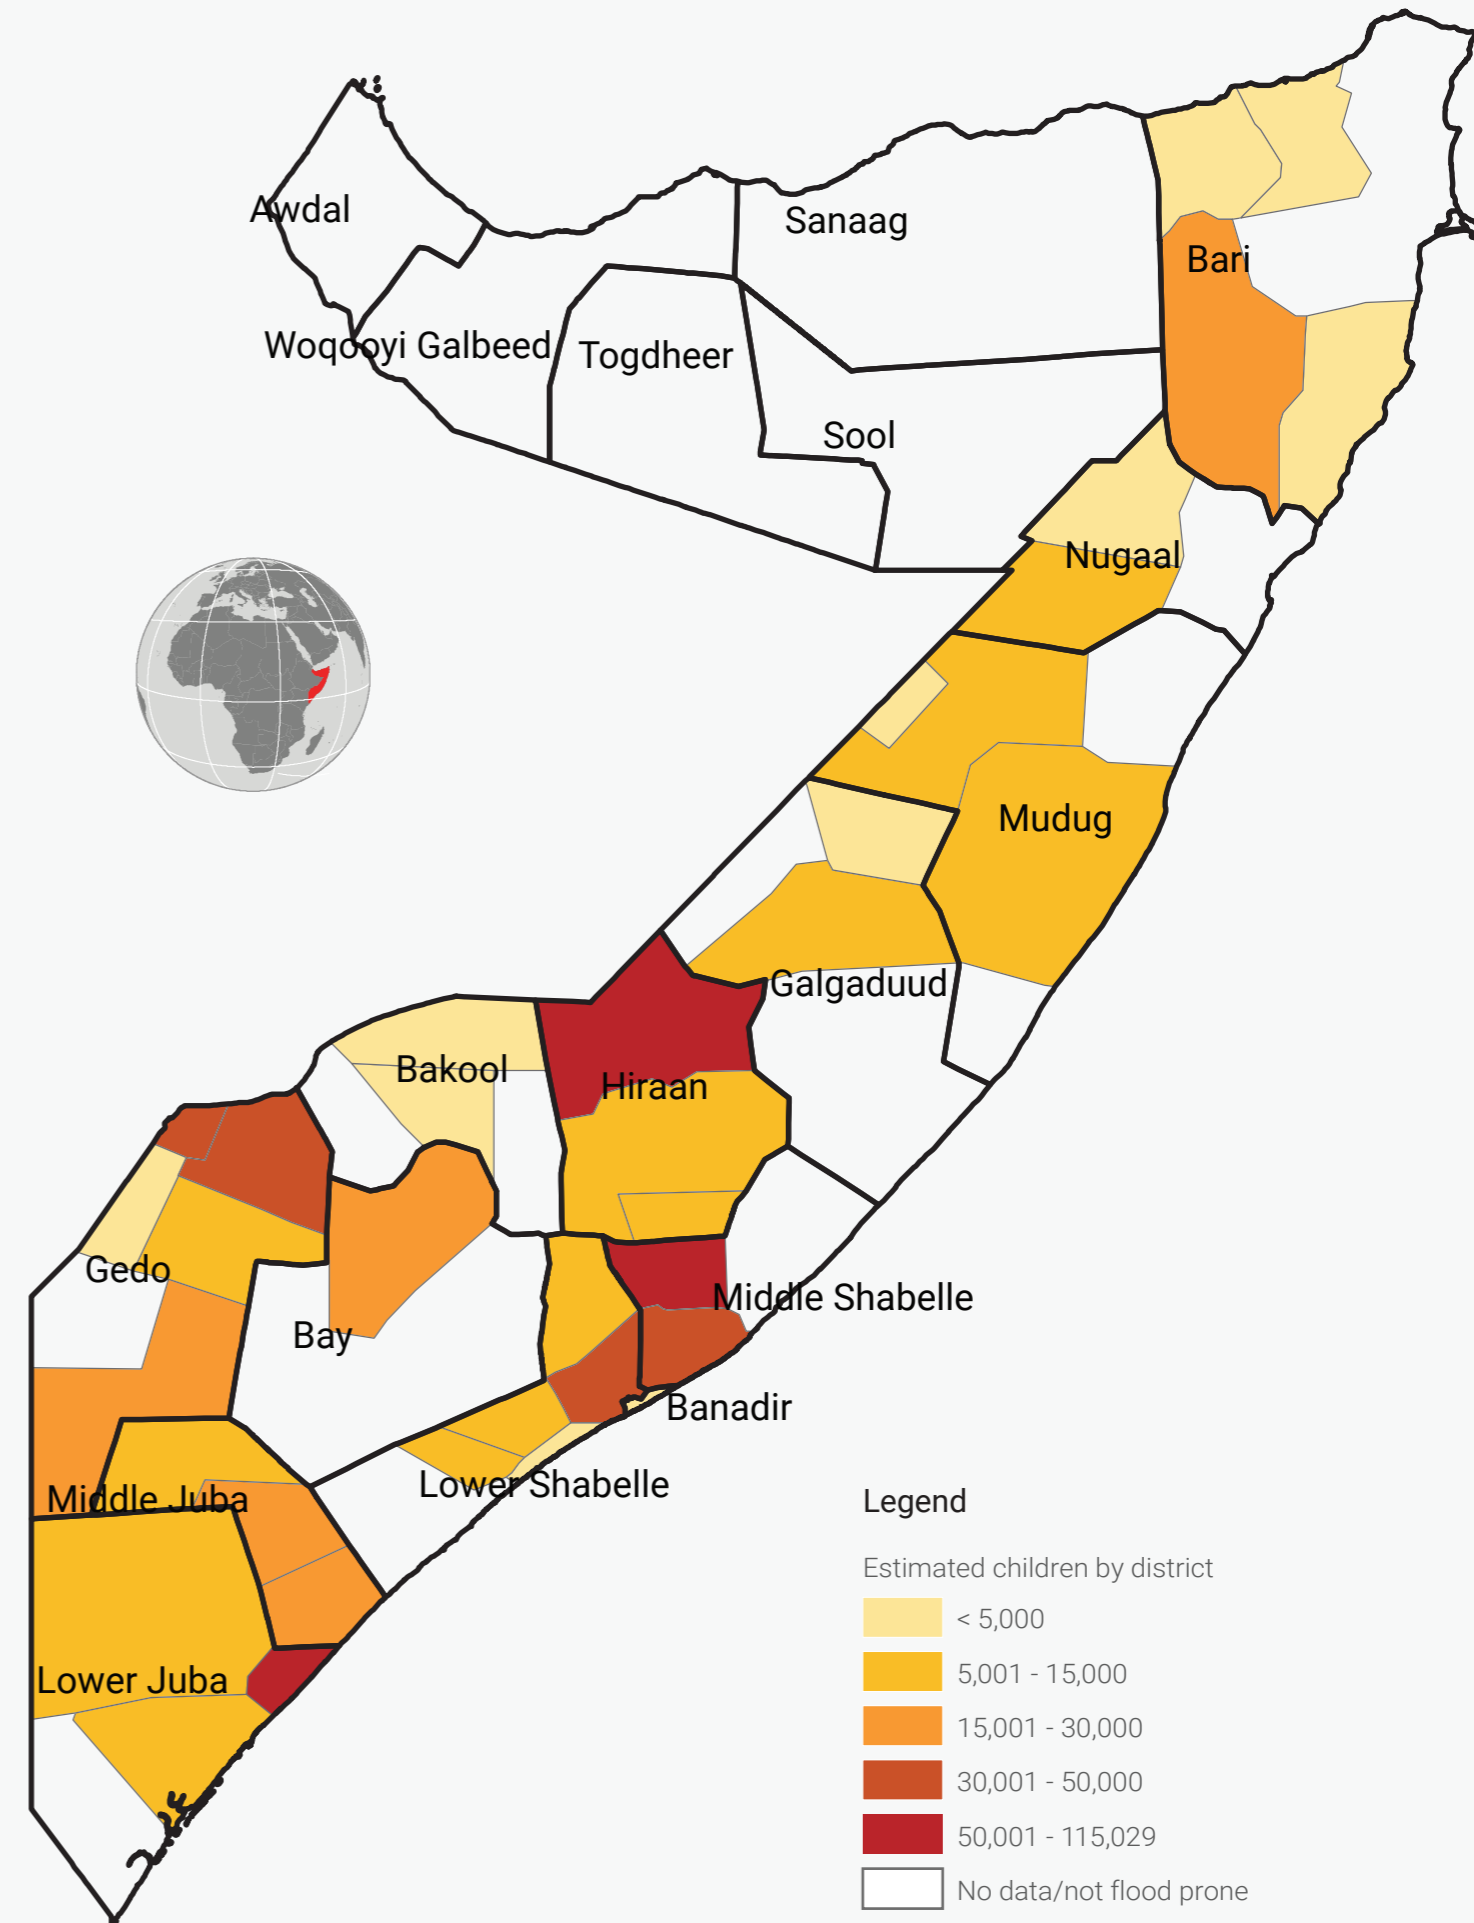 Awdal
Sanaag
Bari
Woqooyi Galbeed
Togdheer
Sool
Nugaal
Mudug
Galgaduud
Bakool
Hiraan
Gedo
Middle Shabelle
Bay
Banadir
Lower Shabelle
Middle Juba
Lower Juba
Legend
Estimated children by district
< 5,000
5,001 - 15,000
15,001 - 30,000
30,001 - 50,000
50,001 - 115,029
No data/not flood prone